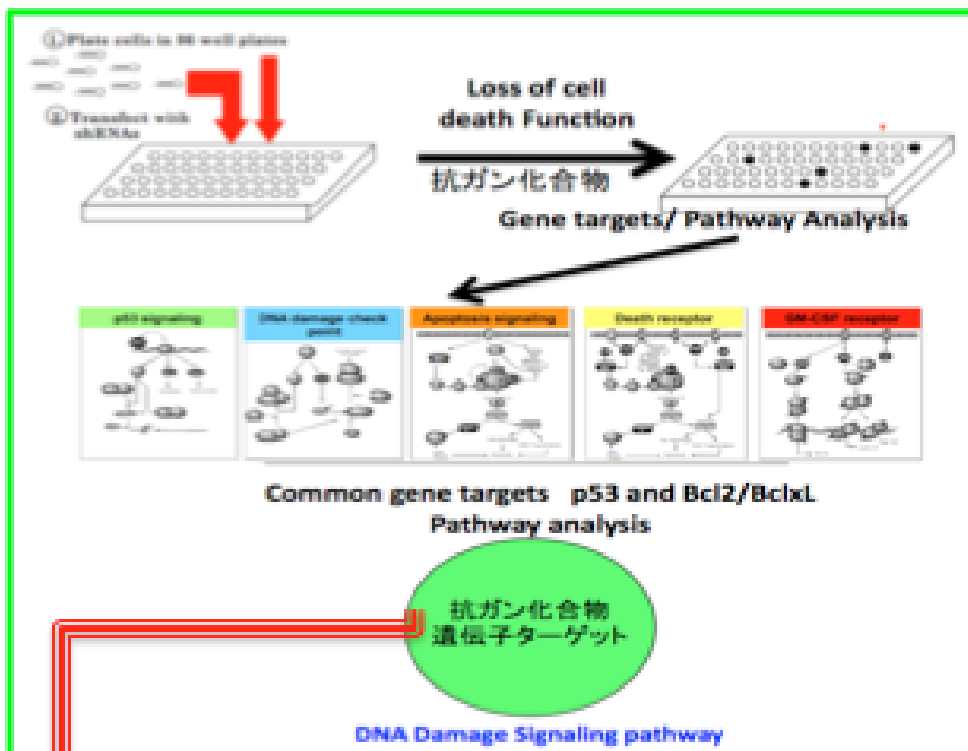 ① Plate cells in 96 well plates
② Transfect with
shRNAs
Loss of cell
death Function
抗ガン化合物
Gene targets/ Pathway Analysis
p53 signaling
DNA damage check
point
Apoptosis signaling
Death receptor
GM-CSF receptor
Common gene targets p53 and Bcl2/BclxL
Pathway analysis
抗ガン化合物
遺伝子ターゲット
DNA Damage Signaling pathway